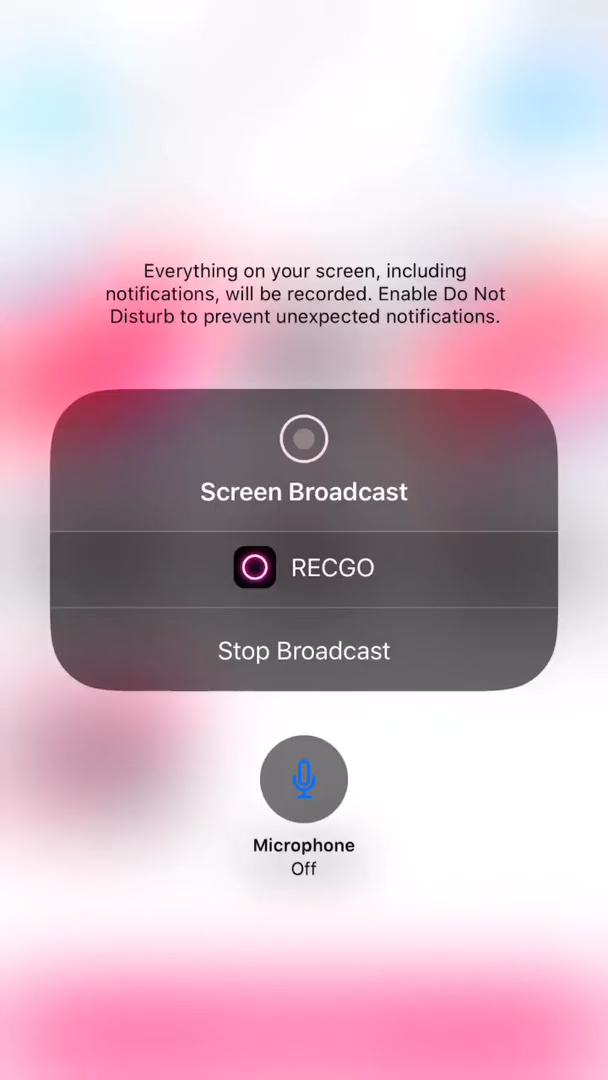 Everything on your screen, including
notifications, will be recorded. Enable Do Not
Disturb to prevent unexpected notifications.
Screen Broadcast
RECGO
Stop Broadcast
Microphone
Off